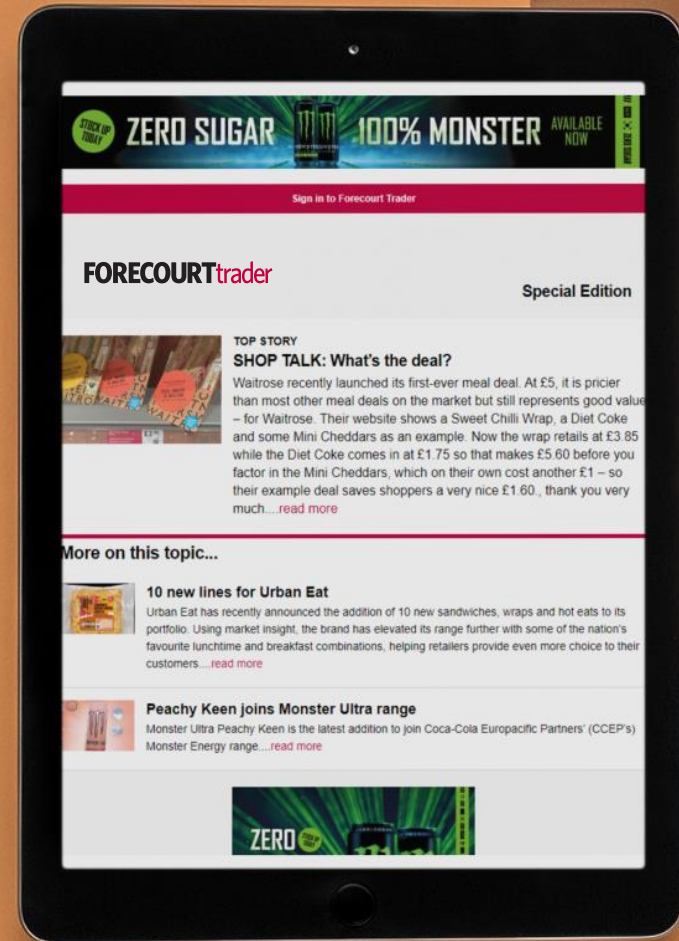 STOCK UP
TODAY
ZERO SUGAR
100% MONSTER
AVAILABLE
NOW
ZERO SUGAR
Sign in to Forecourt Trader
FORECOURTtrader
Special Edition
TOP STORY
SHOP TALK: What's the deal?
Waitrose recently launched its first-ever meal deal. At £5, it is pricier
than most other meal deals on the market but still represents good value
– for Waitrose. Their website shows a Sweet Chilli Wrap, a Diet Coke
and some Mini Cheddars as an example. Now the wrap retails at £3.85
while the Diet Coke comes in at £1.75 so that makes £5.60 before you
factor in the Mini Cheddars, which on their own cost another £1 – so
their example deal saves shoppers a very nice £1.60., thank you very
much....read more
More on this topic...
10 new lines for Urban Eat
Urban Eat has recently announced the addition of 10 new sandwiches, wraps and hot eats to its
portfolio. Using market insight, the brand has elevated its range further with some of the nation's
favourite lunchtime and breakfast combinations, helping retailers provide even more choice to their
customers....read more
Peachy Keen joins Monster Ultra range
Monster Ultra Peachy Keen is the latest addition to join Coca-Cola Europacific Partners' (CCEP's)
Monster Energy range....read more
ZERO
STOCK UP
TODAY